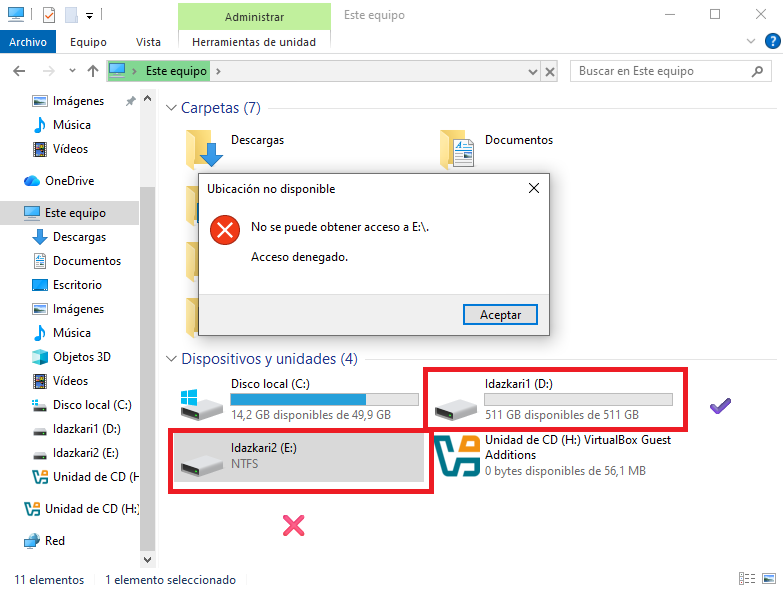 Administrar
Este equipo
Archivo
Equipo
Vista
Herramientas de unidad
Este equipo
Buscar en Este equipo
Imágenes
Música
Vídeos
OneDrive
Este equipo
Descargas
Documentos
Escritorio
Imágenes
Música
Objetos 3D
Vídeos
Disco local (C:)
Idazkari1 (D:)
Idazkari2 (E:)
Unidad de CD (H
Unidad de CD (H:)
Red
Carpetas (7)
Descargas
Documentos
Ubicación no disponible
No se puede obtener acceso a E:\.
Acceso denegado.
Aceptar
Dispositivos y unidades (4)
Disco local (C:)
14,2 GB disponibles de 49,9 GB
Idazkari1 (D:)
511 GB disponibles de 511 GB
Idazkari2 (E:)
NTFS
Unidad de CD (H:) VirtualBox Guest
Additions
0 bytes disponibles de 56,1 MB
11 elementos
1 elemento seleccionado